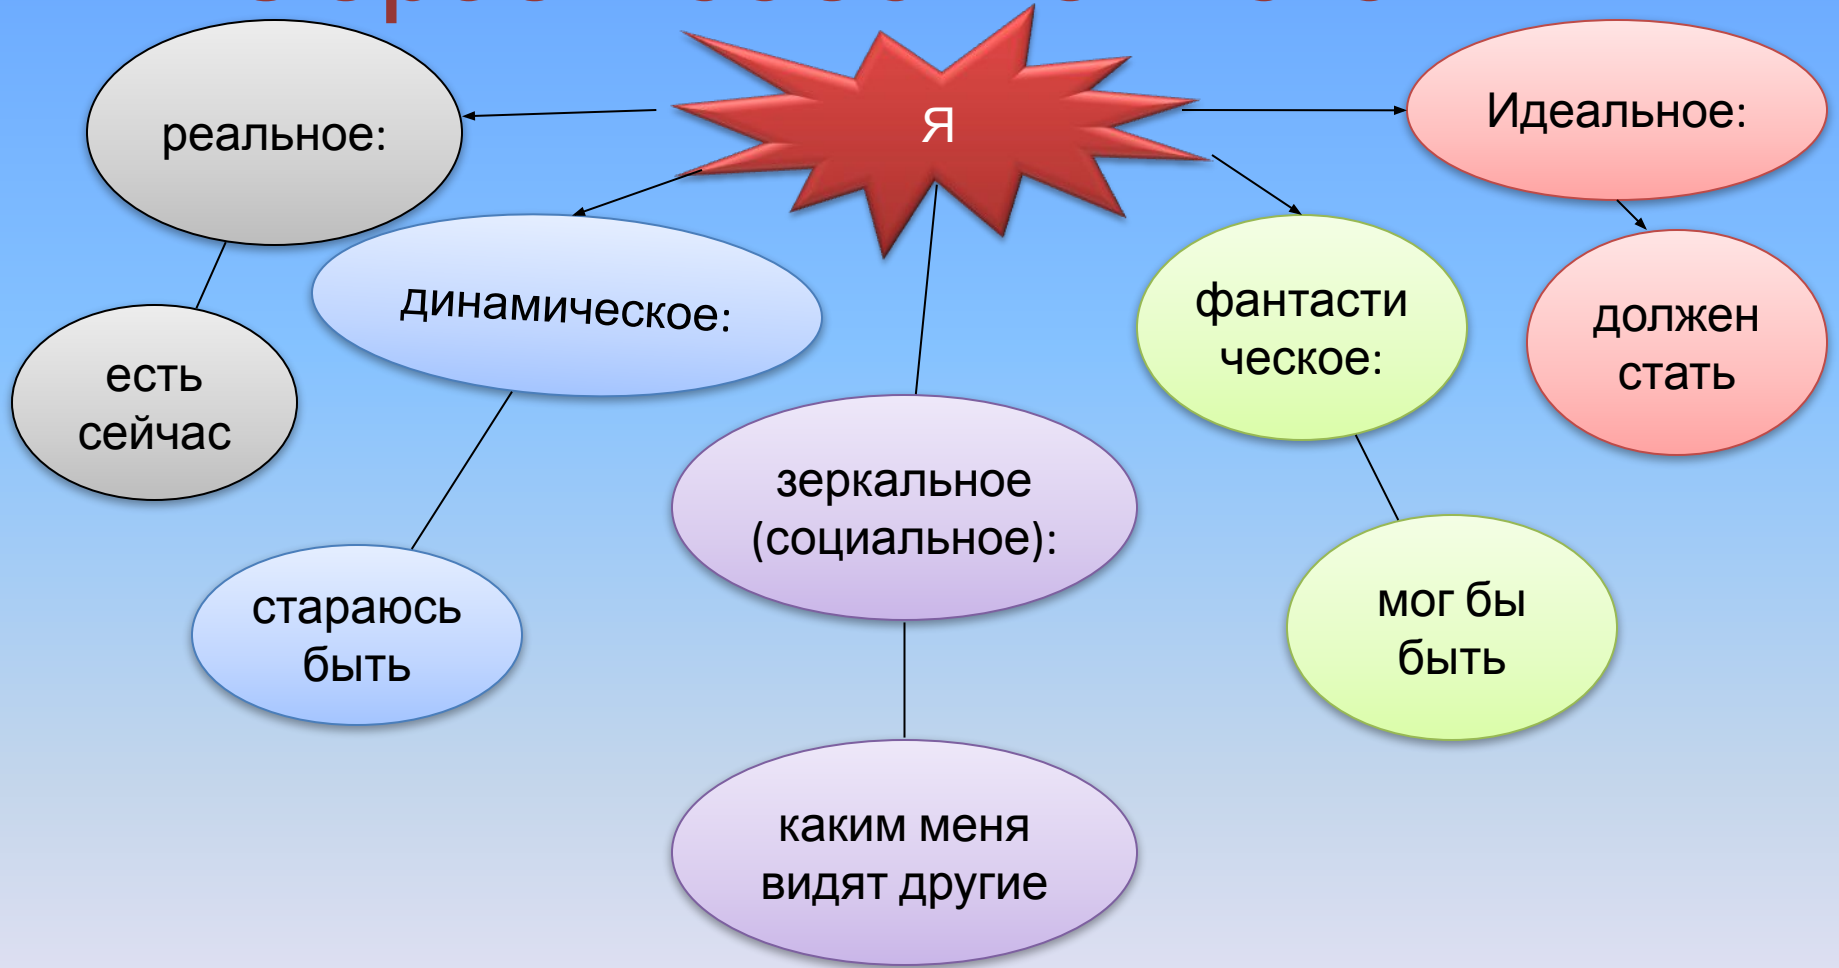 Я
реальное:
есть
сейчас
динамическое:
стараюсь
быть
зеркальное
(социальное):
каким меня
видят другие
фантасти
ческое:
мог бы
быть
Идеальное:
должен
стать